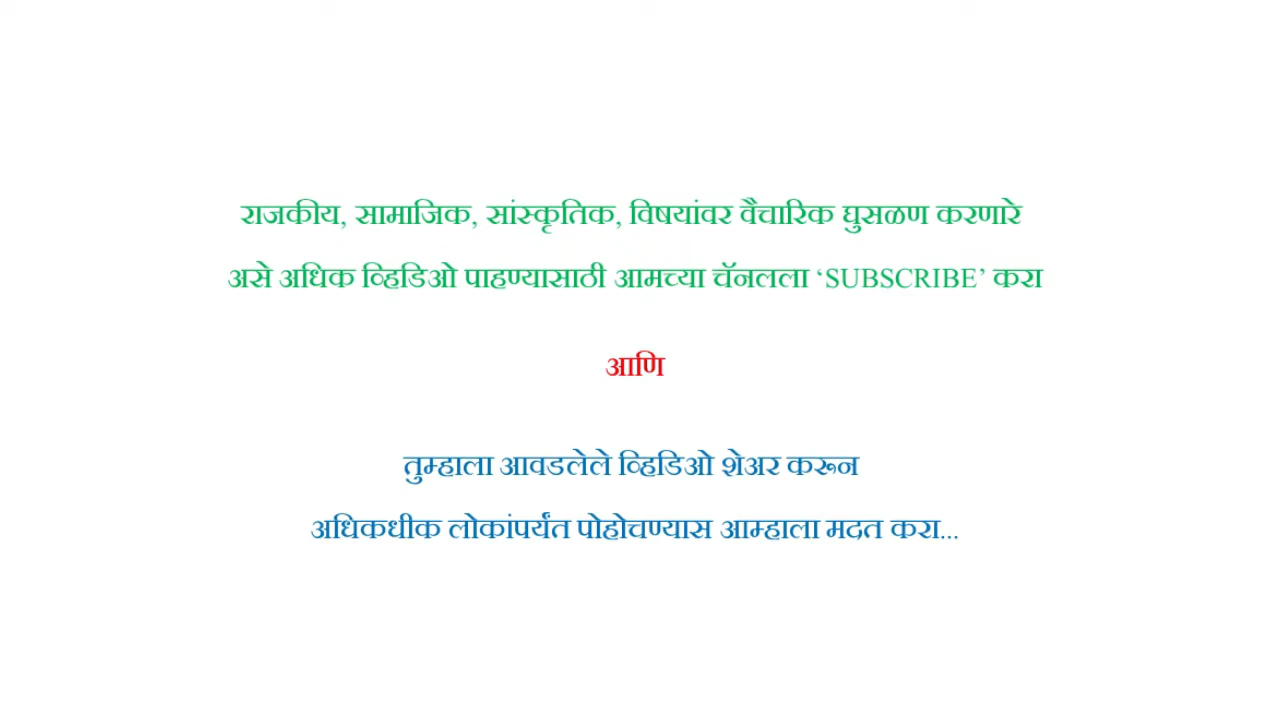 राजकीय, सामाजिक, सांस्कृतिक, विषयांवर वैचारिक घुसळण करणारे
असे अधिक व्हिडिओ पाहण्यासाठी आमच्या चॅनलला ‘SUBSCRIBE’ करा
आणि
तुम्हाला आवडलेले व्हिडिओ शेअर करून
अधिकधीक लोकांपर्यंत पोहोचण्यास आम्हाला मदत करा...